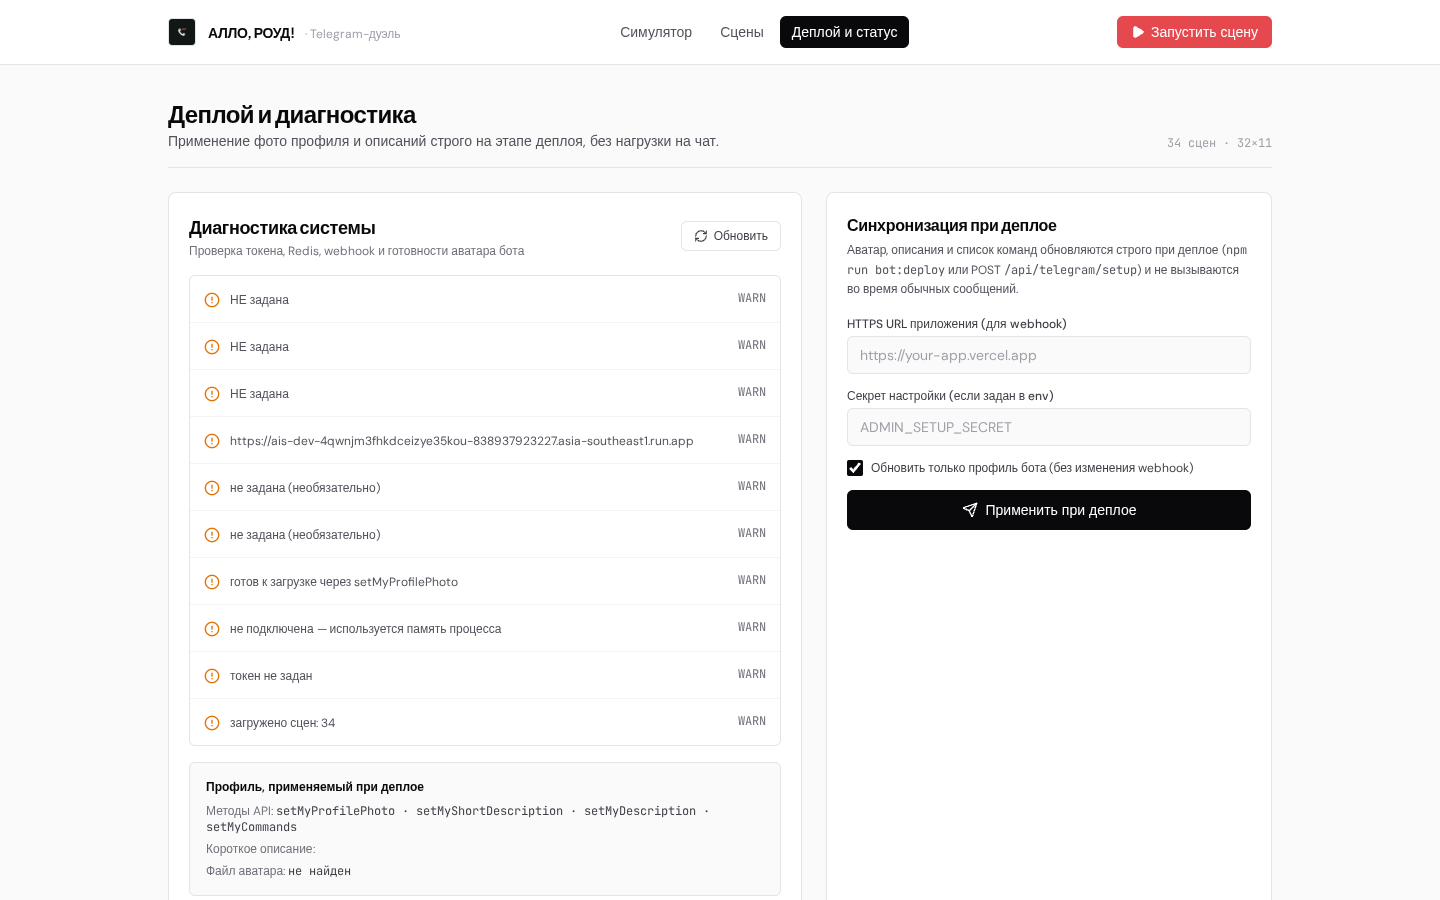 АЛЛО, РОУД! · Telegram-дуэль
Симулятор
Сцены
Деплой и статус
Запустить сцену
Деплой и диагностика
Применение фото профиля и описаний строго на этапе деплоя, без нагрузки на чат.
34 сцен · 32×11
Диагностика системы
Проверка токена, Redis, webhook и готовности аватара бота
Обновить
НЕ задана WARN
НЕ задана WARN
НЕ задана WARN
https://ais-dev-4qwnjm3fhkdceizye35kou-838937923227.asia-southeast1.run.app WARN
не задана (необязательно) WARN
не задана (необязательно) WARN
готов к загрузке через setMyProfilePhoto WARN
не подключена — используется память процесса WARN
токен не задан WARN
загружено сцен: 34 WARN
Профиль, применяемый при деплое
Методы API: setMyProfilePhoto · setMyShortDescription · setMyDescription ·
setMyCommands
Короткое описание:
Файл аватара: не найден
Синхронизация при деплое
Аватар, описания и список команд обновляются строго при деплое (npm
run bot:deploy или POST /api/telegram/setup) и не вызываются
во время обычных сообщений.
HTTPS URL приложения (для webhook)
https://your-app.vercel.app
Секрет настройки (если задан в env)
ADMIN_SETUP_SECRET
Обновить только профиль бота (без изменения webhook)
Применить при деплое